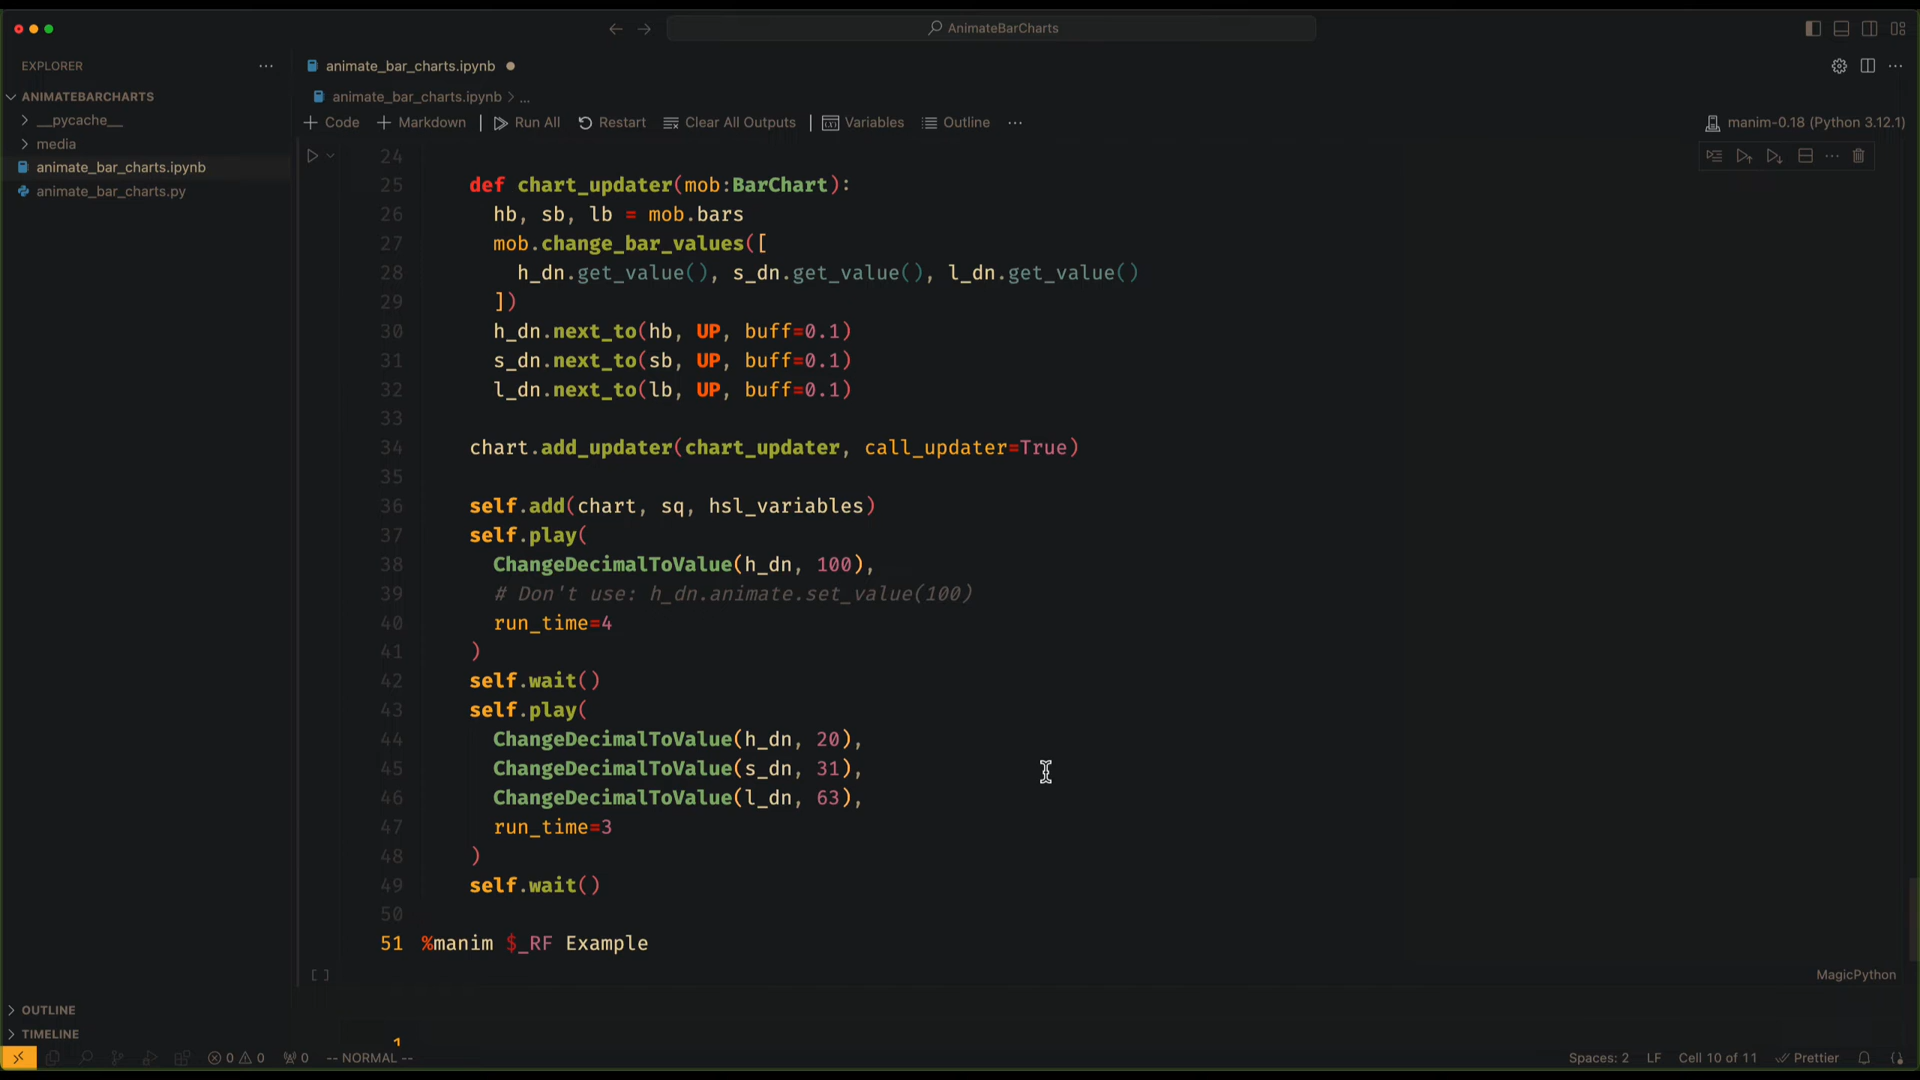 AnimateBarCharts
EXPLORER
animate_bar_charts.ipynb
ANIMATEBARCHARTS
animate_bar_charts.ipynb > ...
__pycache__
Code Markdown Run All Restart Clear All Outputs Variables Outline ...
manim-0.18 (Python 3.12.1)
media
animate_bar_charts.ipynb
animate_bar_charts.py
24
25 def chart_updater(mob:BarChart):
26 hb, sb, lb = mob.bars
27 mob.change_bar_values([
28 h_dn.get_value(), s_dn.get_value(), l_dn.get_value()
29 ])
30 h_dn.next_to(hb, UP, buff=0.1)
31 s_dn.next_to(sb, UP, buff=0.1)
32 l_dn.next_to(lb, UP, buff=0.1)
33
34 chart.add_updater(chart_updater, call_updater=True)
35
36 self.add(chart, sq, hsl_variables)
37 self.play(
38 ChangeDecimalToValue(h_dn, 100),
39 # Don't use: h_dn.animate.set_value(100)
40 run_time=4
41 )
42 self.wait()
43 self.play(
44 ChangeDecimalToValue(h_dn, 20),
45 ChangeDecimalToValue(s_dn, 31),
46 ChangeDecimalToValue(l_dn, 63),
47 run_time=3
48 )
49 self.wait()
50
51 %manim $_RF Example
[ ]
MagicPython
OUTLINE
TIMELINE
1
0 0 0 -- NORMAL --
Spaces: 2 LF Cell 10 of 11 Prettier